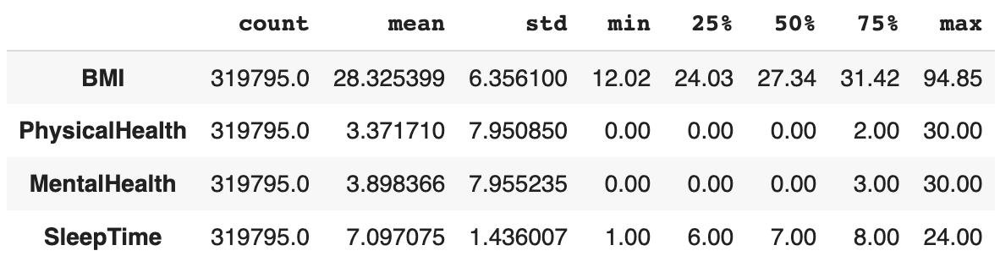 count mean std min 25% 50% 75% max
BMI 319795.0 28.325399 6.356100 12.02 24.03 27.34 31.42 94.85
PhysicalHealth 319795.0 3.371710 7.950850 0.00 0.00 0.00 2.00 30.00
MentalHealth 319795.0 3.898366 7.955235 0.00 0.00 0.00 3.00 30.00
SleepTime 319795.0 7.097075 1.436007 1.00 6.00 7.00 8.00 24.00